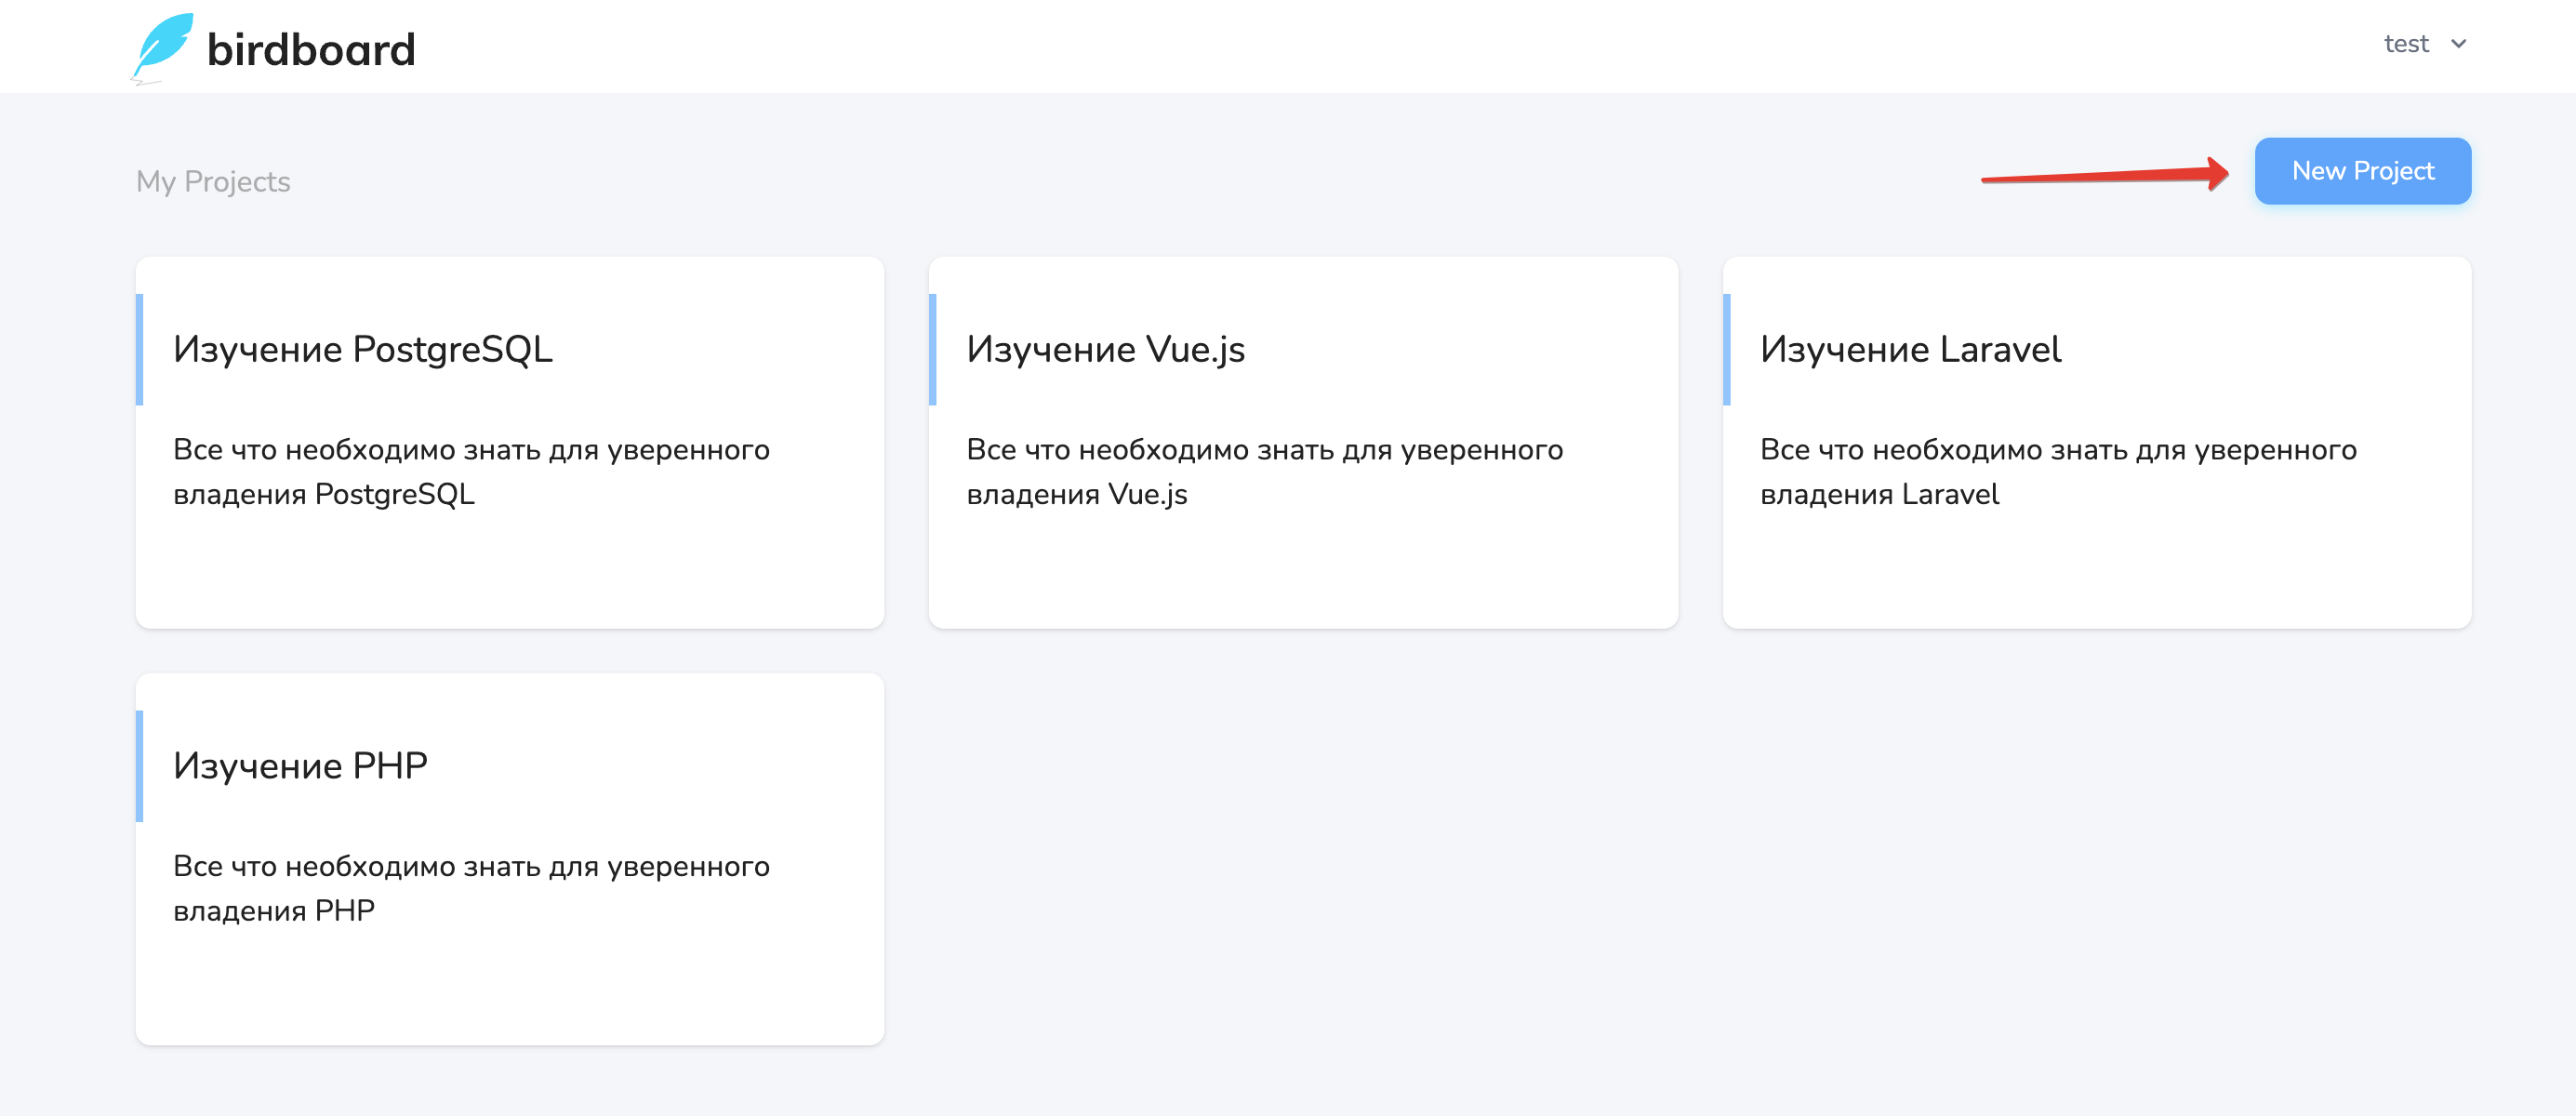 birdboard
test
My Projects
New Project
Изучение PostgreSQL
Все что необходимо знать для уверенного
владения PostgreSQL
Изучение Vue.js
Все что необходимо знать для уверенного
владения Vue.js
Изучение Laravel
Все что необходимо знать для уверенного
владения Laravel
Изучение PHP
Все что необходимо знать для уверенного
владения PHP